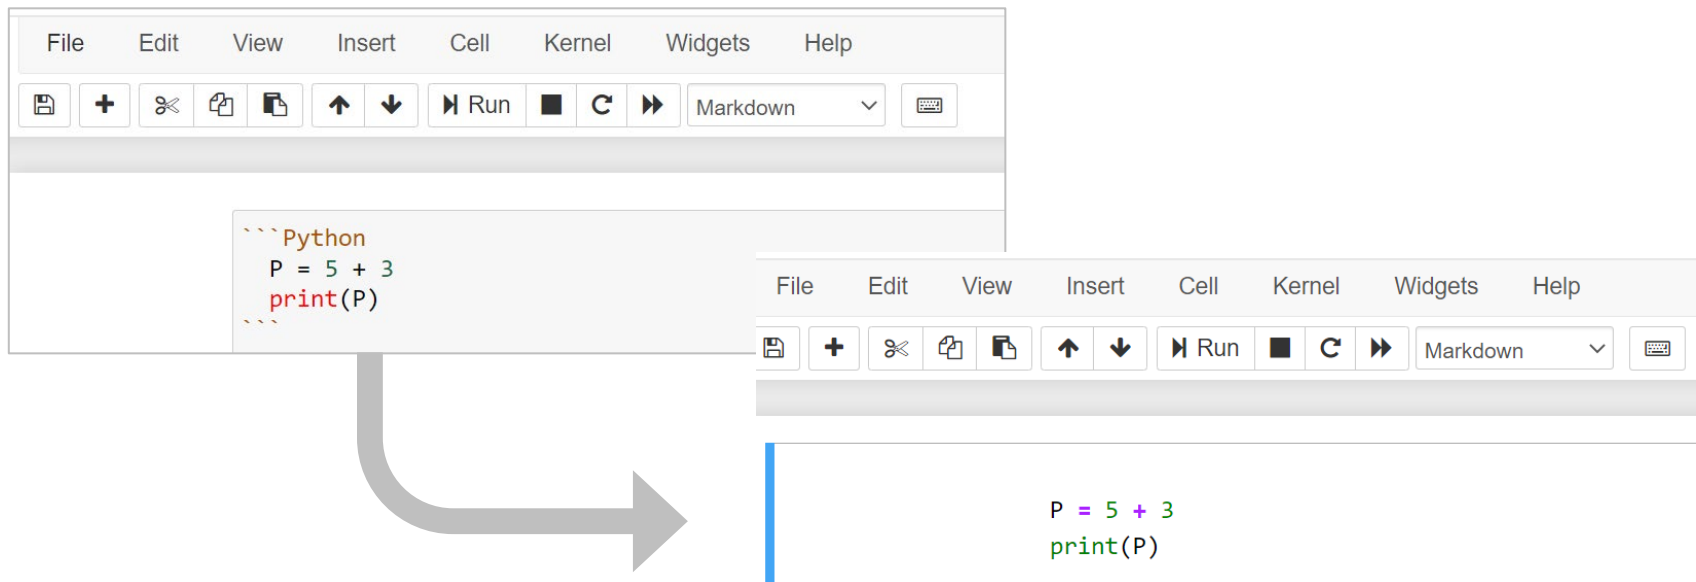 File Edit View Insert Cell Kernel Widgets Help
Run Markdown
```Python
P = 5 + 3
print(P)
```
File Edit View Insert Cell Kernel Widgets Help
Run Markdown
P = 5 + 3
print(P)